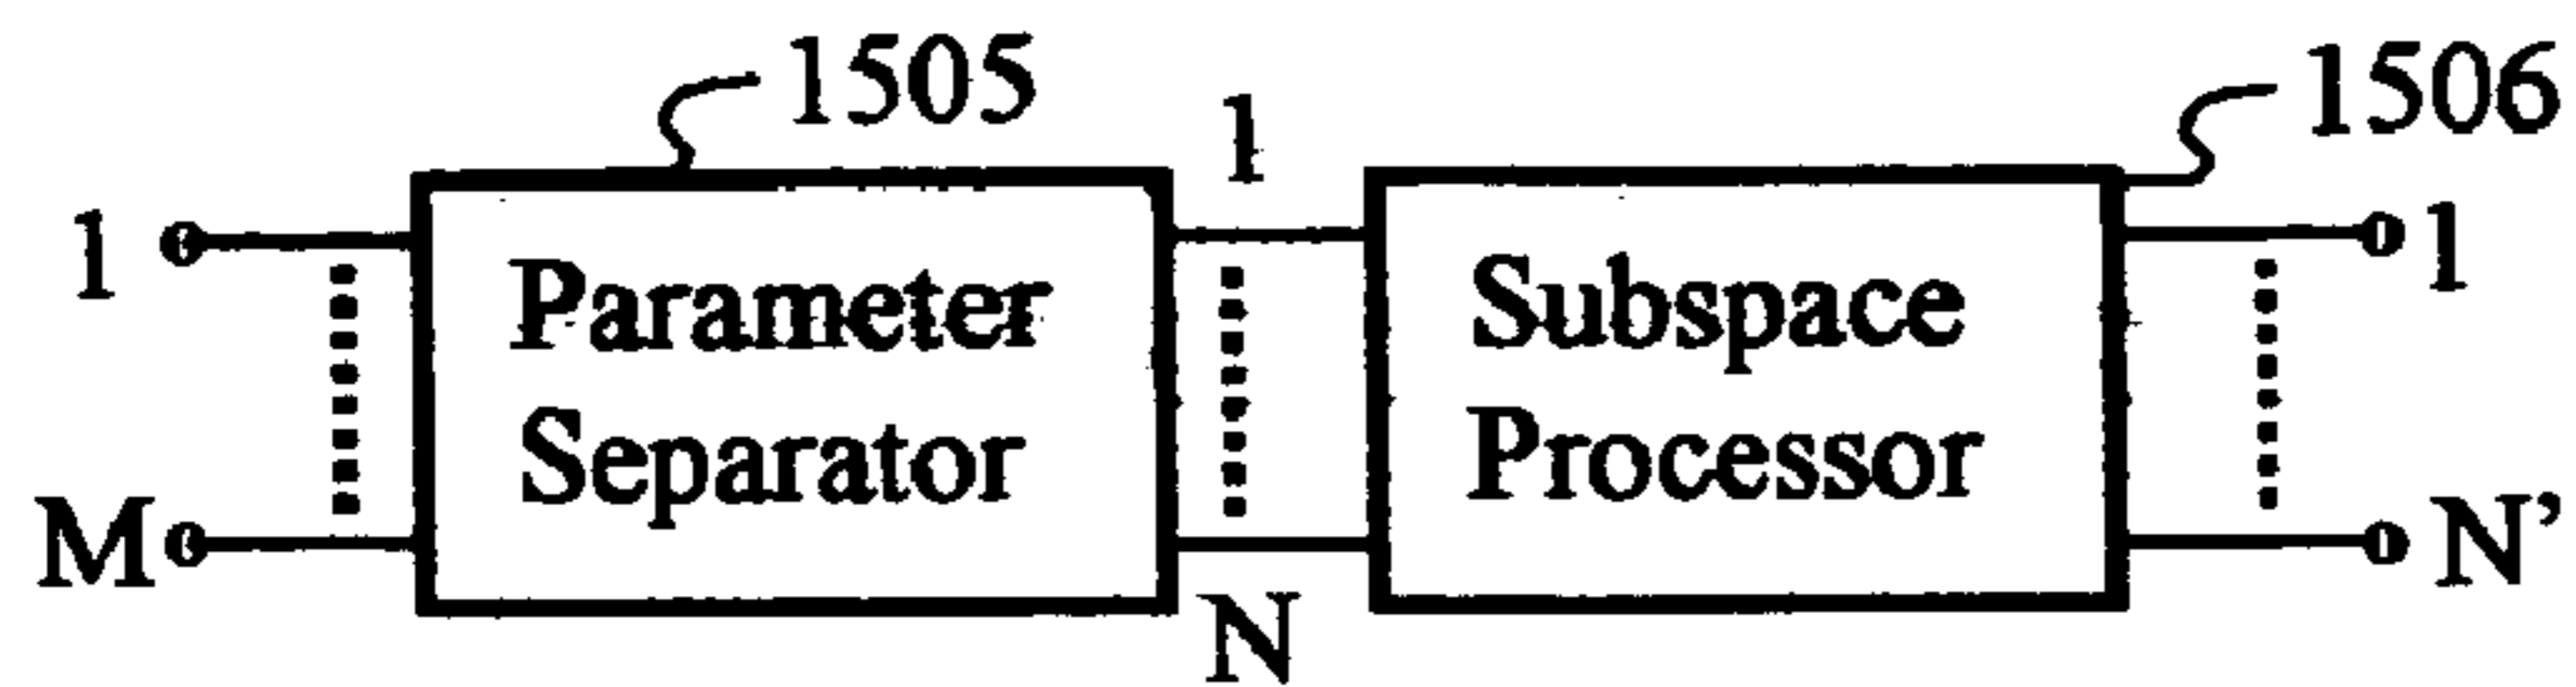 1505
1506
1
1
1
Parameter
Separator
Subspace
Processor
M
N
N’